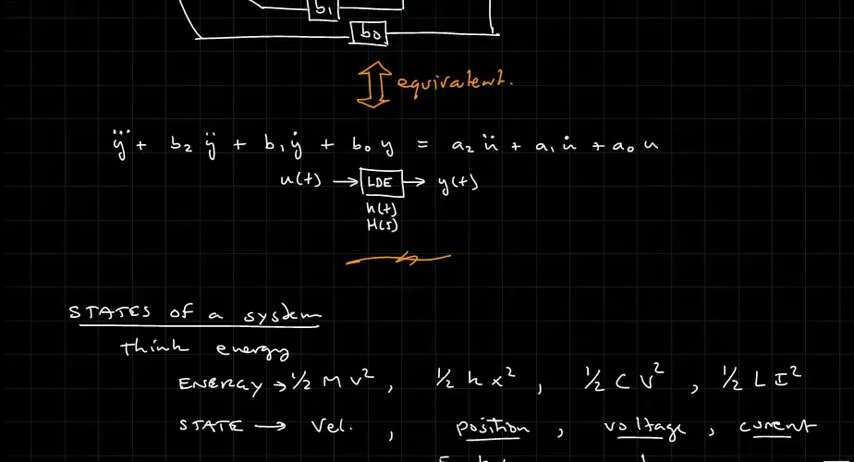 b₁
b₀
equivalent.
y⃛ + b₂ ÿ + b₁ ẏ + b₀ y = a₂ ü + a₁ u̇ + a₀ u
u(t) → LDE → y(t)
h(t)
H(s)
STATES of a system
think energy
ENERGY → ½ M v², ½ k x², ½ C V², ½ L I²
STATE → Vel., position, voltage, current